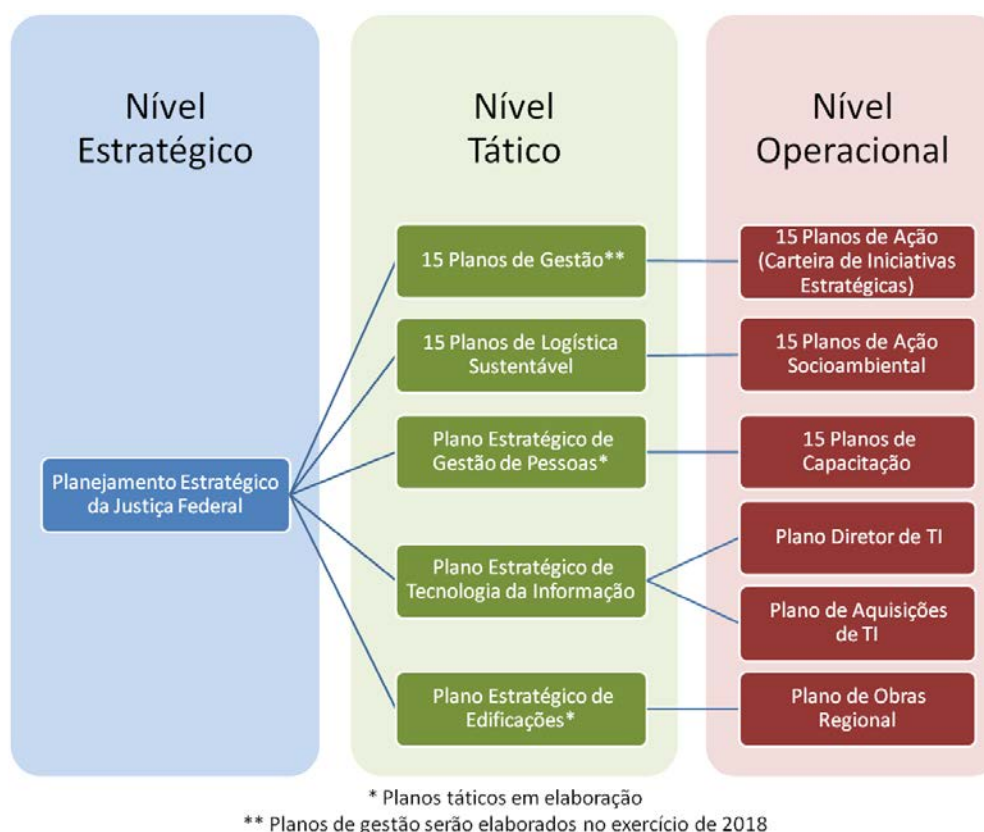 Nível
Estratégico
Nível
Tático
Nível
Operacional
15 Planos de Gestão**
15 Planos de Ação
(Carteira de Iniciativas
Estratégicas)
15 Planos de Logística
Sustentável
15 Planos de Ação
Socioambiental
Planejamento Estratégico
da Justiça Federal
Plano Estratégico de
Gestão de Pessoas*
15 Planos de
Capacitação
Plano Estratégico de
Tecnologia da Informação
Plano Diretor de TI
Plano de Aquisições
de TI
Plano Estratégico de
Edificações*
Plano de Obras
Regional
* Planos táticos em elaboração
** Planos de gestão serão elaborados no exercício de 2018